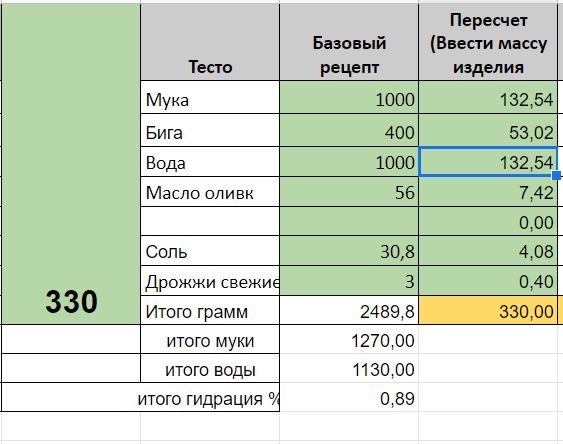 Тесто Базовый рецепт Пересчет (Ввести массу изделия
Мука 1000 132,54
Бига 400 53,02
Вода 1000 132,54
Масло оливк 56 7,42
0,00
Соль 30,8 4,08
Дрожжи свежие 3 0,40
330 Итого грамм 2489,8 330,00
итого муки 1270,00
итого воды 1130,00
итого гидрация % 0,89